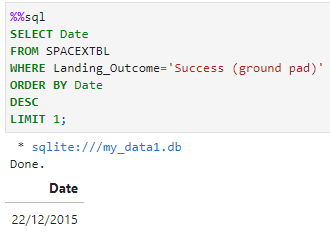 %%sql
SELECT Date
FROM SPACEXTBL
WHERE Landing_Outcome='Success (ground pad)'
ORDER BY Date
DESC
LIMIT 1;
* sqlite:///my_data1.db
Done.
Date
22/12/2015